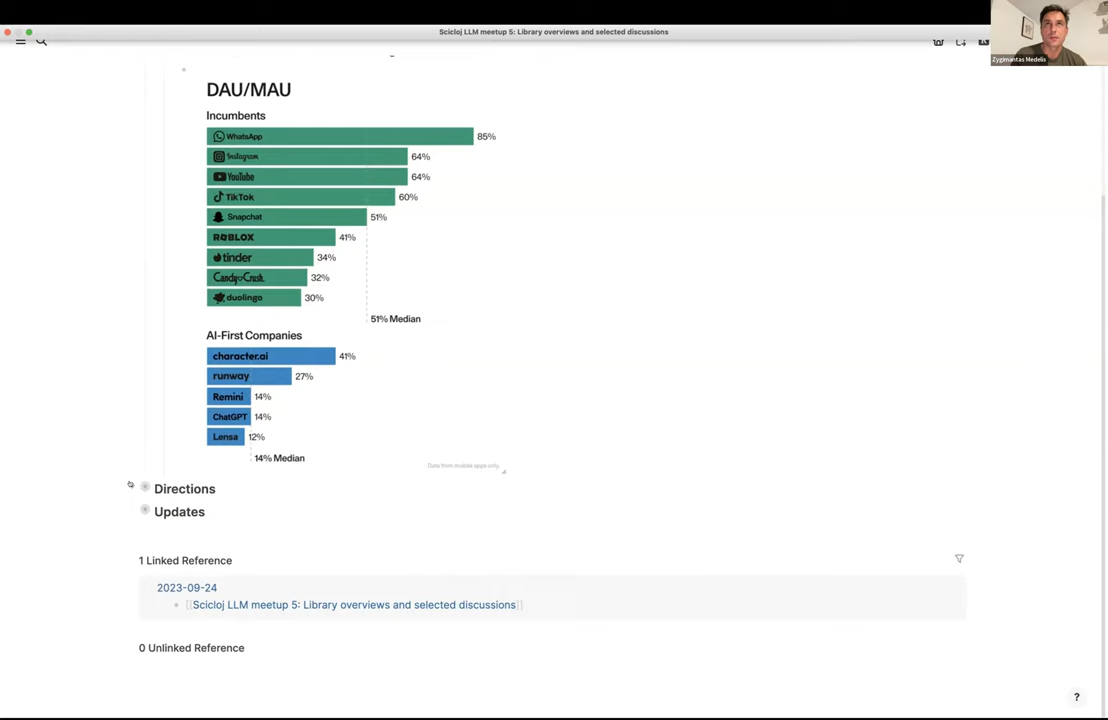 Scicloj LLM meetup 5: Library overviews and selected discussions
Zygimantas Medelis
DAU/MAU
Incumbents
WhatsApp 85%
Instagram 64%
YouTube 64%
TikTok 60%
Snapchat 51%
ROBLOX 41%
tinder 34%
Candy Crush 32%
duolingo 30%
51% Median
AI-First Companies
character.ai 41%
runway 27%
Remini 14%
ChatGPT 14%
Lensa 12%
14% Median
Data from mobile apps only.
Directions
Updates
1 Linked Reference
2023-09-24
[[Scicloj LLM meetup 5: Library overviews and selected discussions]]
0 Unlinked Reference
?